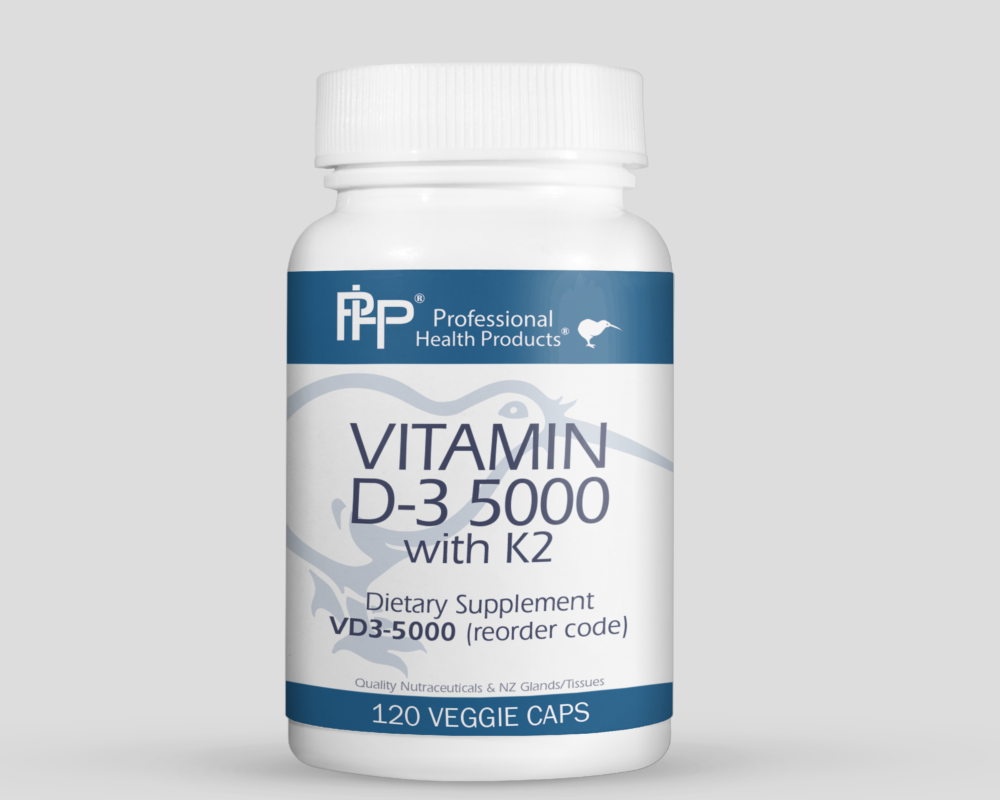 PHP®
Professional
Health Products®
VITAMIN
D-3 5000
with K2
Dietary Supplement
VD3-5000 (reorder code)
Quality Nutraceuticals & NZ Glands/Tissues
120 VEGGIE CAPS